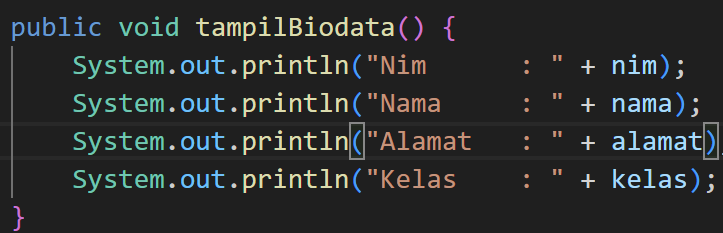 public void tampilBiodata() {
    System.out.println("Nim      : " + nim);
    System.out.println("Nama     : " + nama);
    System.out.println("Alamat   : " + alamat)
    System.out.println("Kelas    : " + kelas);
}